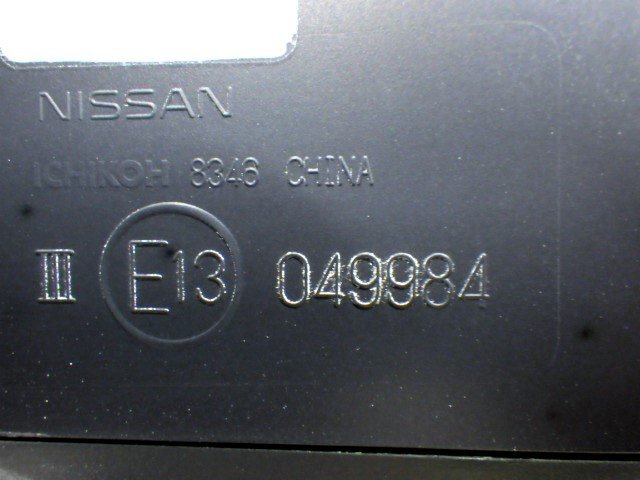 NISSAN
ICHIKOH 8346 CHINA
III E13 049984